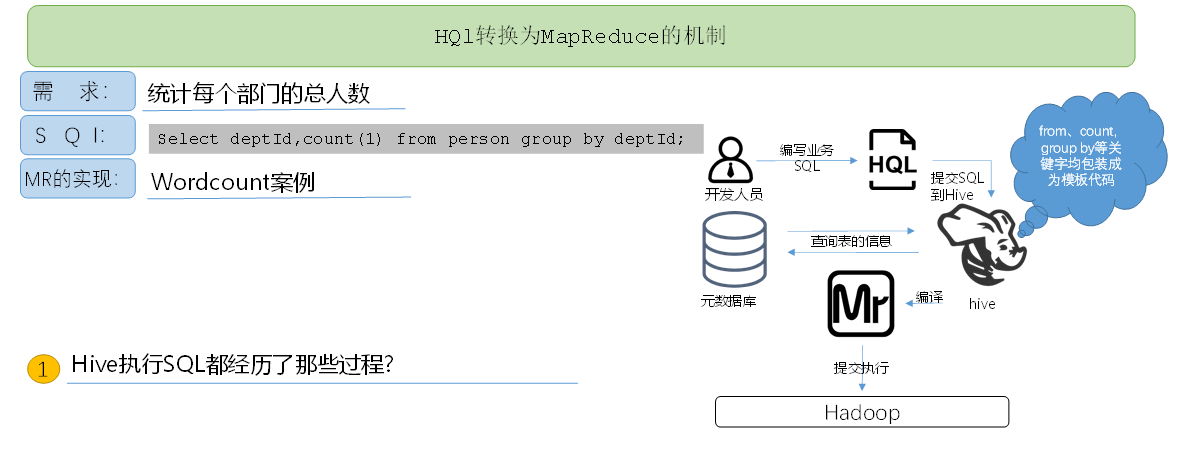 HQl转换为MapReduce的机制
需 求：
统计每个部门的总人数
S Q l：
Select deptId,count(1) from person group by deptId;
MR的实现：
Wordcount案例
开发人员
编写业务
SQL
HQL
提交SQL
到Hive
from、count,
group by等关
键字均包装成
为模板代码
元数据库
查询表的信息
hive
编译
Mr
提交执行
Hadoop
1
Hive执行SQL都经历了那些过程?